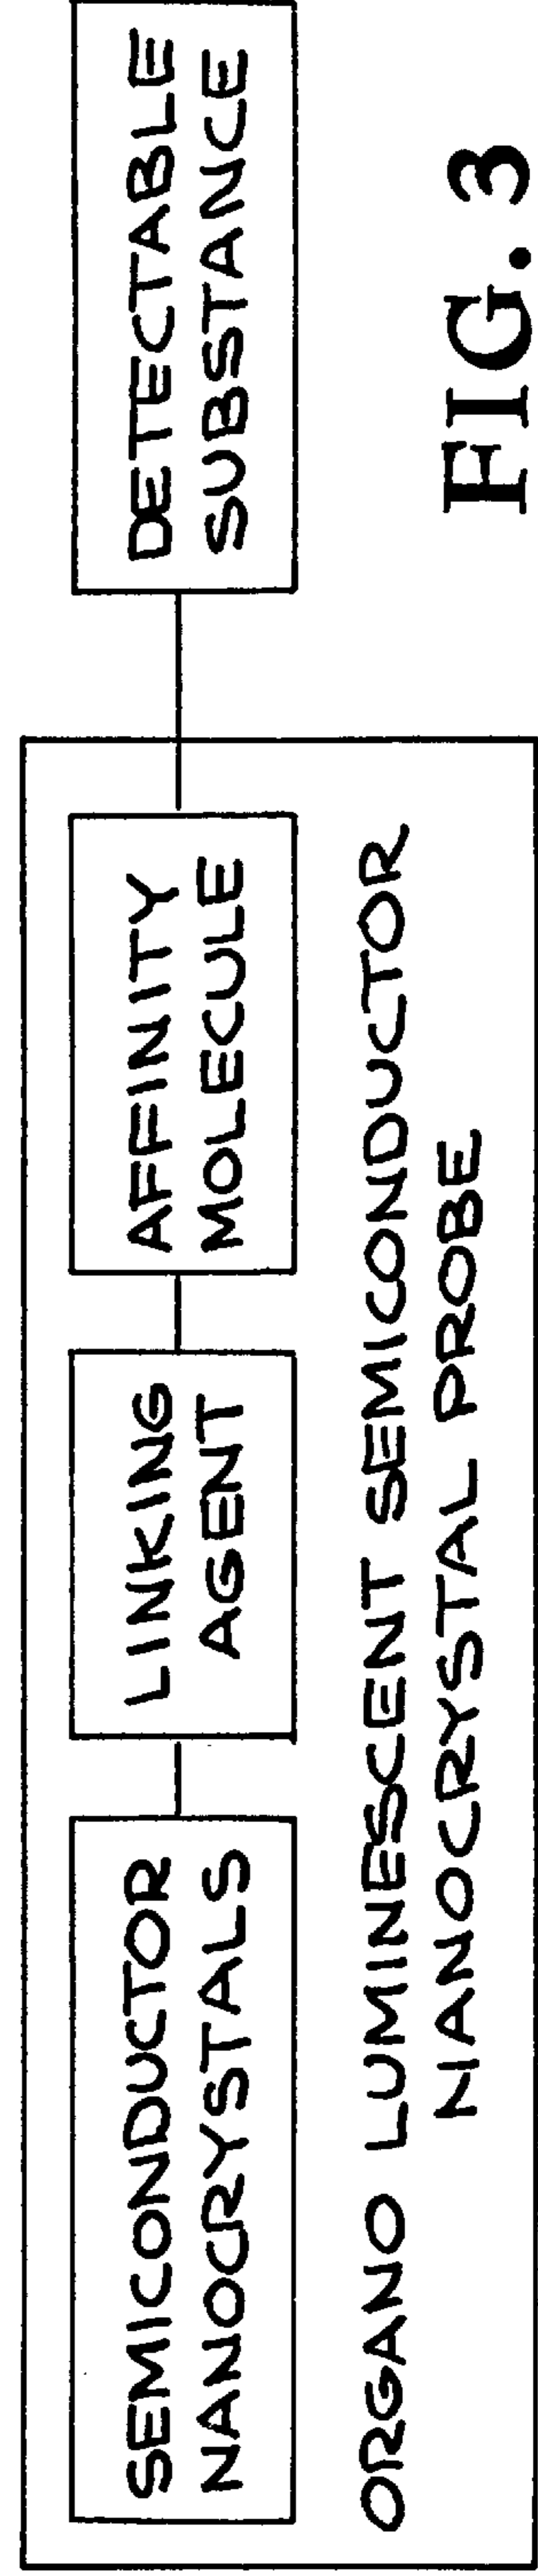 SEMICONDUCTOR
NANOCRYSTALS
LINKING
AGENT
AFFINITY
MOLECULE
DETECTABLE
SUBSTANCE
ORGANO LUMINESCENT SEMICONDUCTOR
NANOCRYSTAL PROBE
FIG. 3